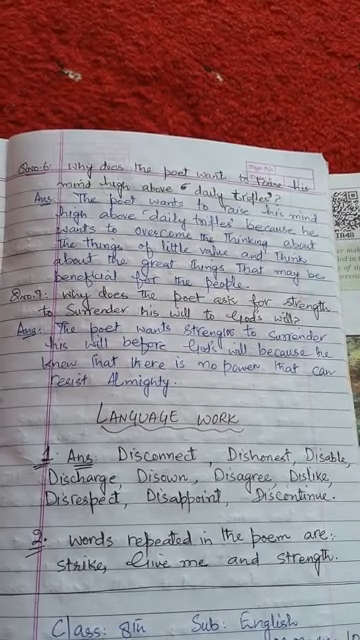 Qno:6: Why does the poet want to raise his
mind high above 'daily trifles'?
Ans: The poet wants to raise his mind
high above 'daily trifles' because he
wants to overcome the thinking about
the things of little value and think
about the great things That may be
beneficial for the people.
Qno:7: Why does the poet ask for strength
to Surrender his will to God's will?
Ans: The poet wants strength to Surrender
his will before God's will because he
knew That there is no power that can
resist Almighty.
LANGUAGE WORK
1. Ans: Disconnect, Dishonest, Disable,
Discharge, Disown, Disagree, Dislike,
Disrespect, Disappoint, Discontinue.
2. Words repeated in the poem are:-
strike, Give me and strength.
Class: 8th Sub: English